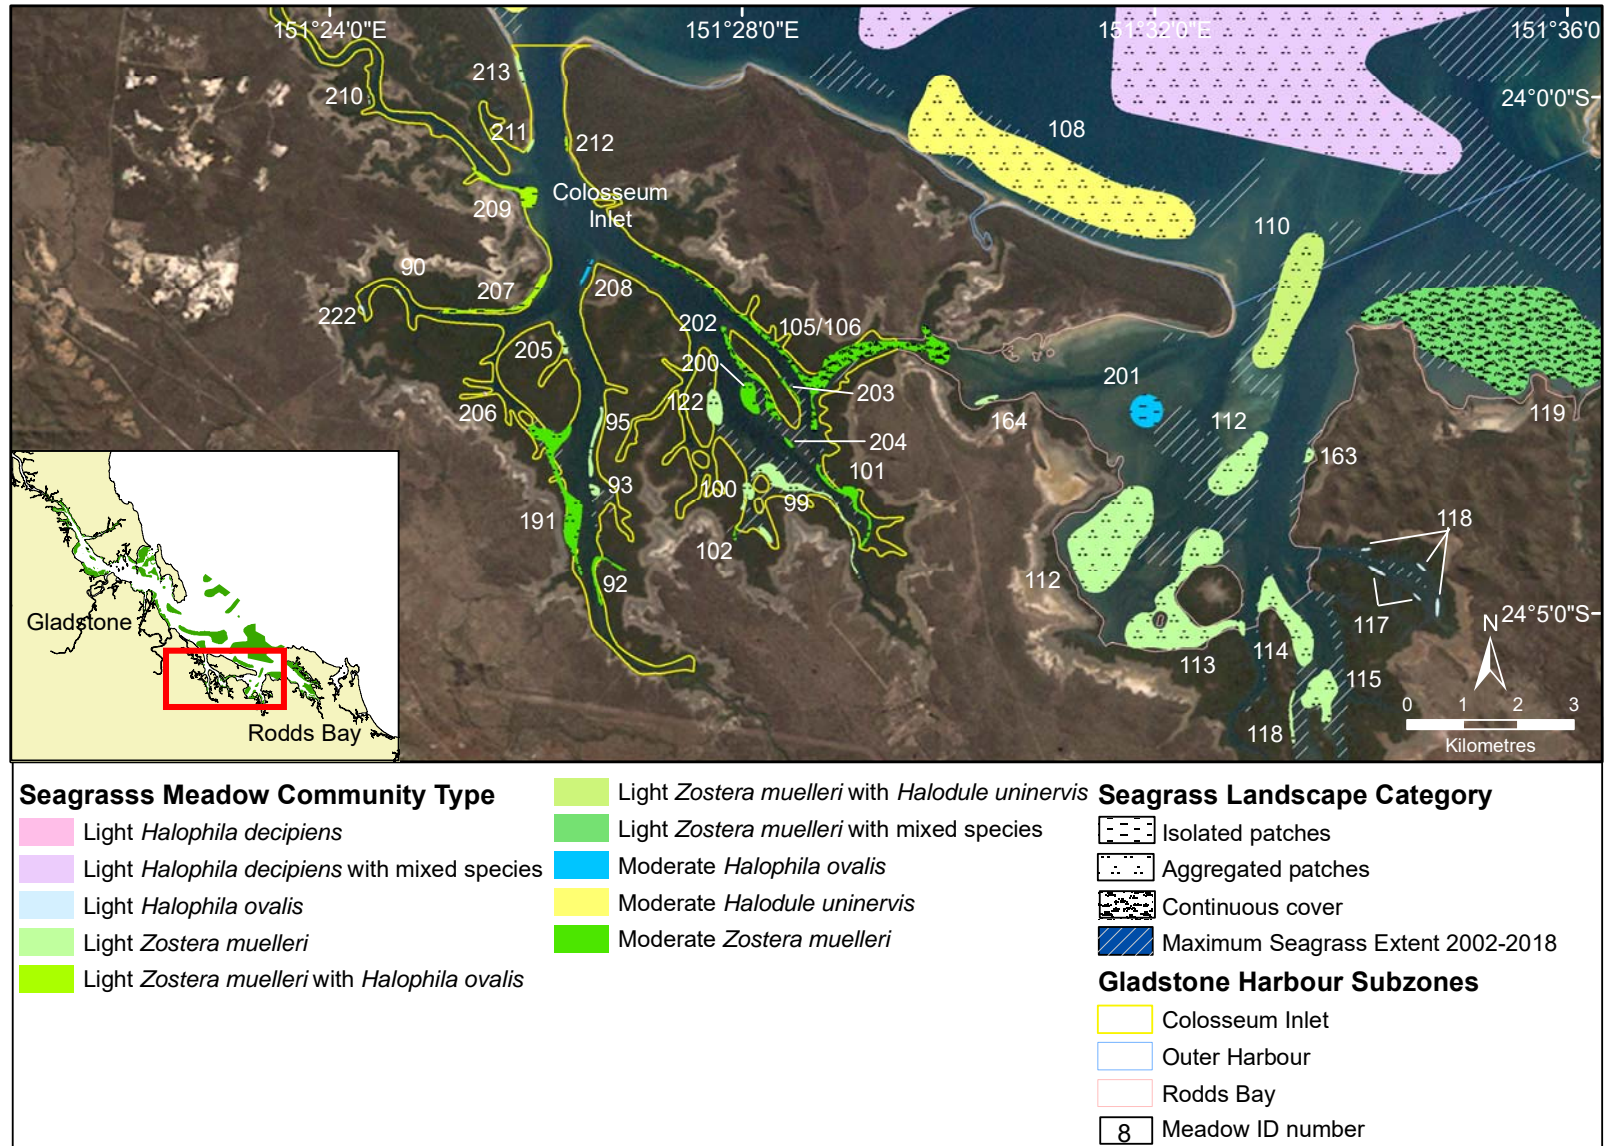 151°24'0"E
151°28'0"E
151°32'0"E
151°36'0
24°0'0"S
213
210
211
212
108
209
Colosseum
Inlet
110
90
207
208
222
202
105/106
205
200
201
203
119
206
122
95
164
112
204
163
101
93
100
99
191
118
102
112
92
117
24°5'0"S
N
113
114
115
118
0 1 2 3
Kilometres
Gladstone
Rodds Bay
Seagrasss Meadow Community Type
Light Halophila decipiens
Light Halophila decipiens with mixed species
Light Halophila ovalis
Light Zostera muelleri
Light Zostera muelleri with Halophila ovalis
Light Zostera muelleri with Halodule uninervis
Light Zostera muelleri with mixed species
Moderate Halophila ovalis
Moderate Halodule uninervis
Moderate Zostera muelleri
Seagrass Landscape Category
Isolated patches
Aggregated patches
Continuous cover
Maximum Seagrass Extent 2002-2018
Gladstone Harbour Subzones
Colosseum Inlet
Outer Harbour
Rodds Bay
8 Meadow ID number